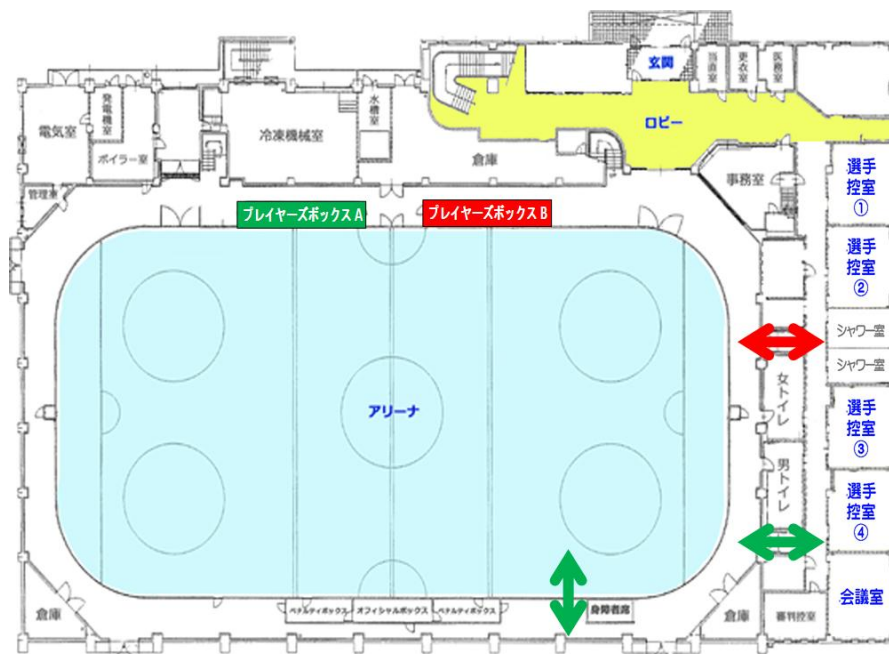 玄関
当直室
更衣室
医務室
ロビー
電気室
発電機室
ボイラー室
冷凍機械室
水槽室
倉庫
管理室
事務室
選手
控室
①
プレイヤーズボックスA
プレイヤーズボックスB
選手
控室
②
シャワー室
シャワー室
女トイレ
アリーナ
選手
控室
③
男トイレ
選手
控室
④
倉庫
ペナルティボックス
オフィシャルボックス
ペナルティボックス
身障者席
倉庫
審判控室
会議室